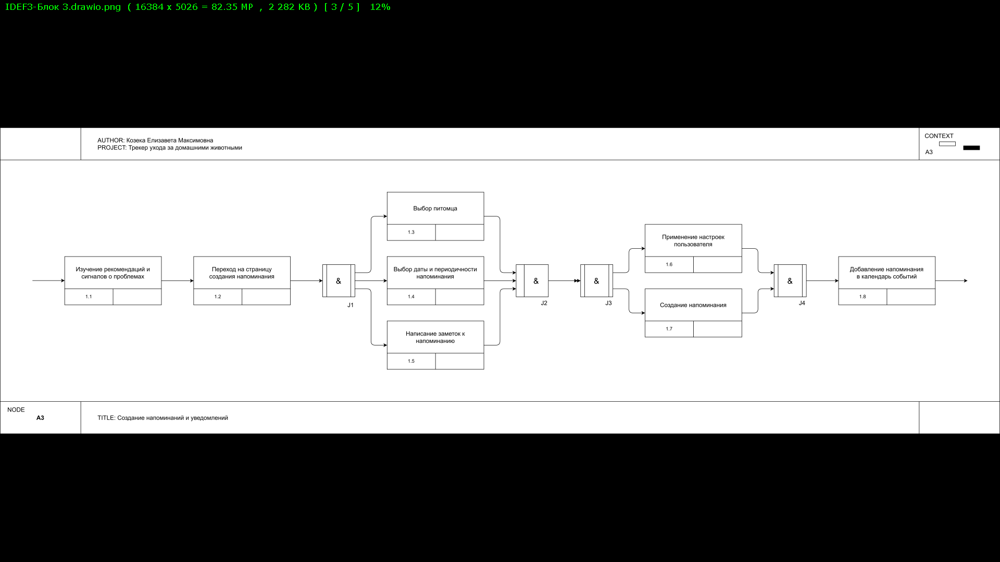 IDEF3-Блок 3.drawio.png ( 16384 x 5026 = 82.35 MP , 2 282 KB ) [ 3 / 5 ] 12%
AUTHOR: Козека Елизавета Максимовна
PROJECT: Трекер ухода за домашними животными
CONTEXT
A3
Изучение рекомендаций и
сигналов о проблемах
1.1
Переход на страницу
создания напоминания
1.2
&
J1
Выбор питомца
1.3
Выбор даты и периодичности
напоминания
1.4
Написание заметок к
напоминанию
1.5
&
J2
&
J3
Применение настроек
пользователя
1.6
Создание напоминания
1.7
&
J4
Добавление напоминания
в календарь событий
1.8
NODE
A3
TITLE: Создание напоминаний и уведомлений